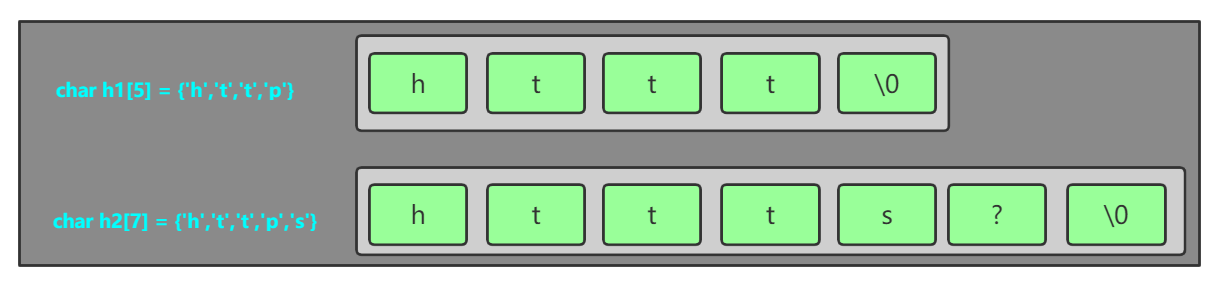 char h1[5] = {'h','t','t','p'} h t t t \0
char h2[7] = {'h','t','t','p','s'} h t t t s ? \0